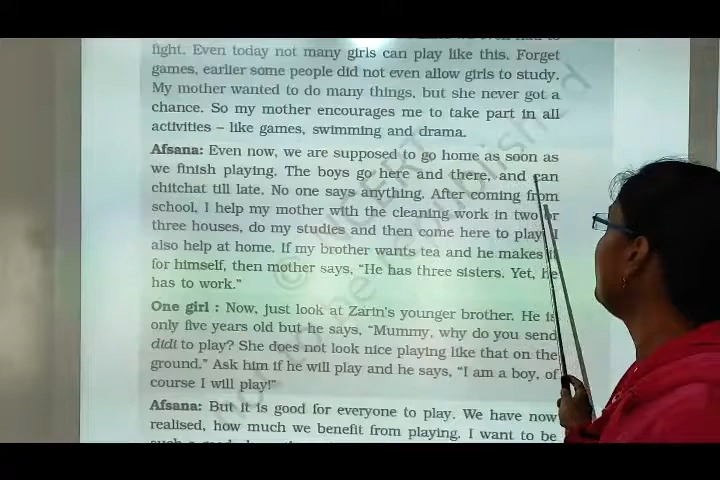 fight. Even today not many girls can play like this. Forget
games, earlier some people did not even allow girls to study.
My mother wanted to do many things, but she never got a
chance. So my mother encourages me to take part in all
activities – like games, swimming and drama.
Afsana: Even now, we are supposed to go home as soon as
we finish playing. The boys go here and there, and can
chitchat till late. No one says anything. After coming from
school, I help my mother with the cleaning work in two or
three houses, do my studies and then come here to play. I
also help at home. If my brother wants tea and he makes it
for himself, then mother says, “He has three sisters. Yet, he
has to work.”
One girl : Now, just look at Zarin's younger brother. He is
only five years old but he says, “Mummy, why do you send
didi to play? She does not look nice playing like that on the
ground.” Ask him if he will play and he says, “I am a boy, of
course I will play!”
Afsana: But it is good for everyone to play. We have now
realised, how much we benefit from playing. I want to be
© NCERT
not to be republished